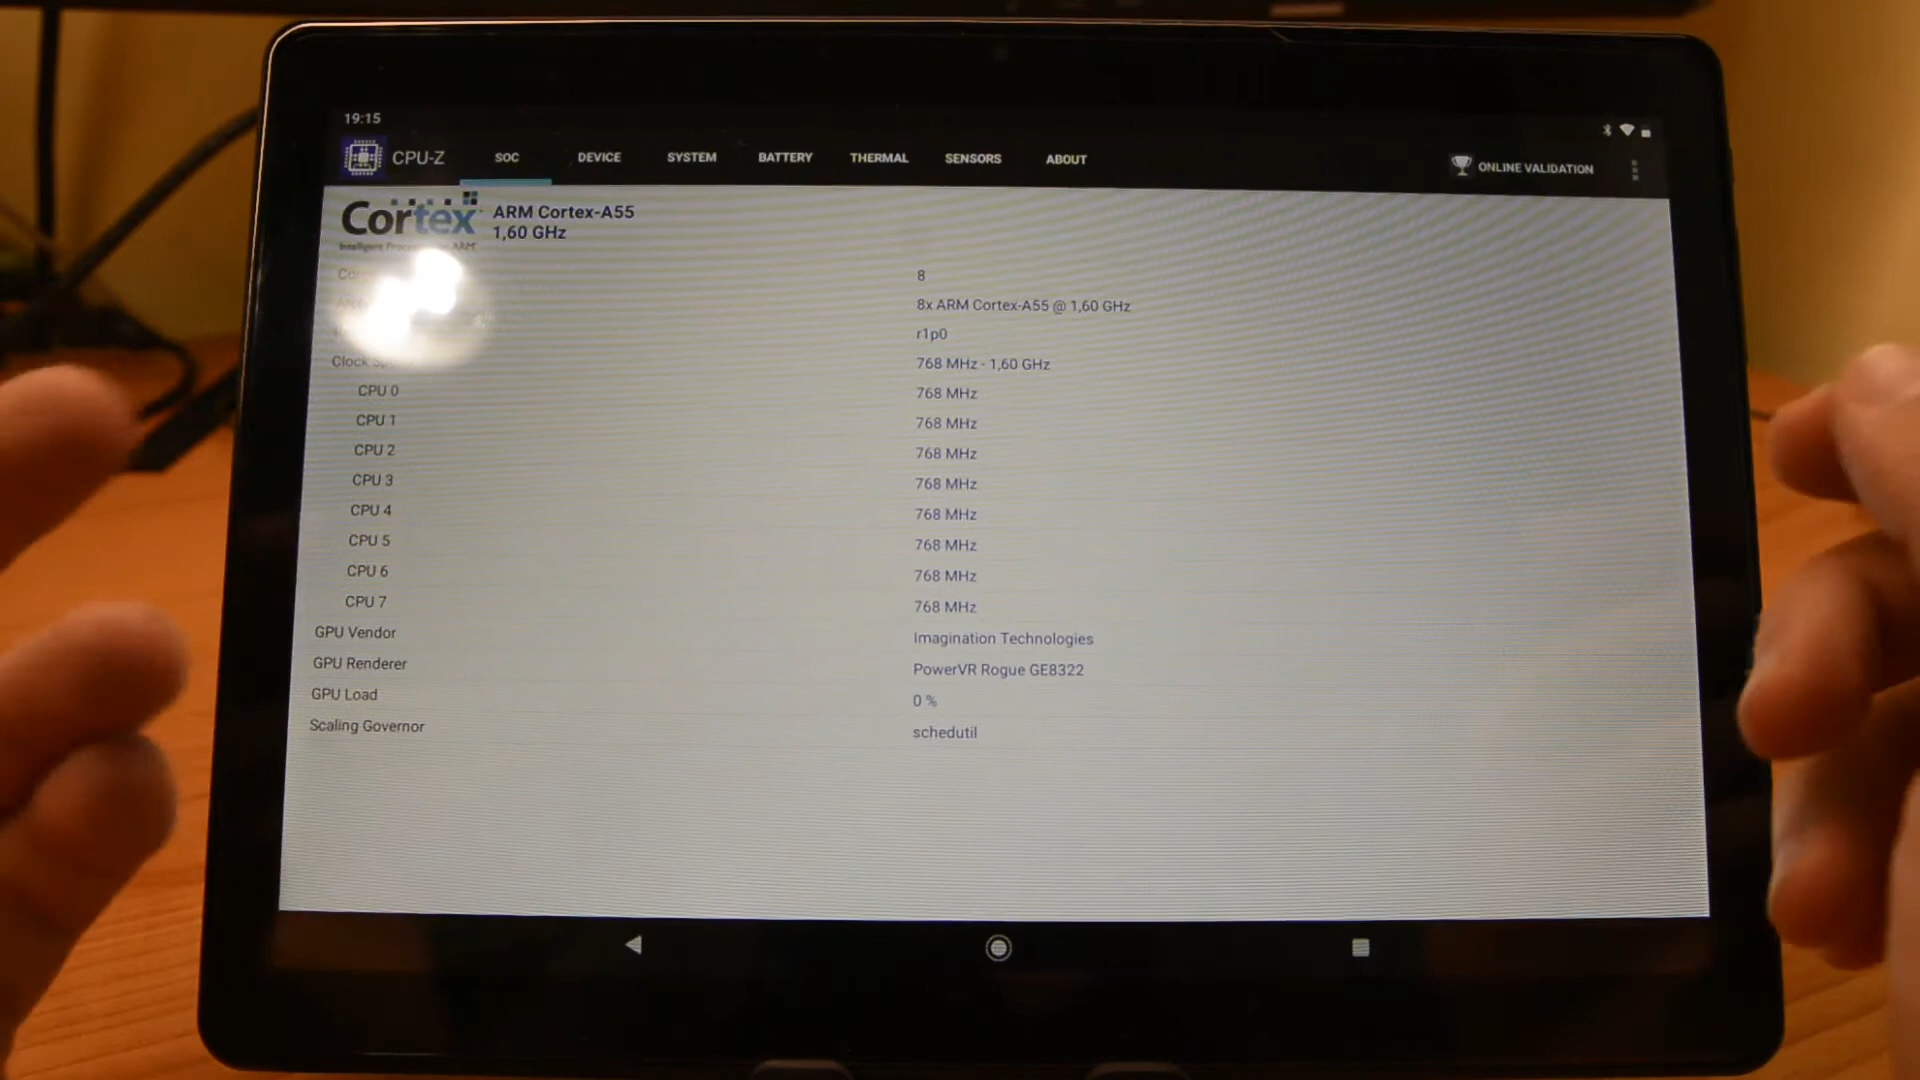 19:15
CPU-Z SOC DEVICE SYSTEM BATTERY THERMAL SENSORS ABOUT ONLINE VALIDATION
Cortex ARM Cortex-A55
1,60 GHz
8
8x ARM Cortex-A55 @ 1,60 GHz
r1p0
Clock 768 MHz - 1,60 GHz
CPU 0 768 MHz
CPU 1 768 MHz
CPU 2 768 MHz
CPU 3 768 MHz
CPU 4 768 MHz
CPU 5 768 MHz
CPU 6 768 MHz
CPU 7 768 MHz
GPU Vendor Imagination Technologies
GPU Renderer PowerVR Rogue GE8322
GPU Load 0 %
Scaling Governor schedutil